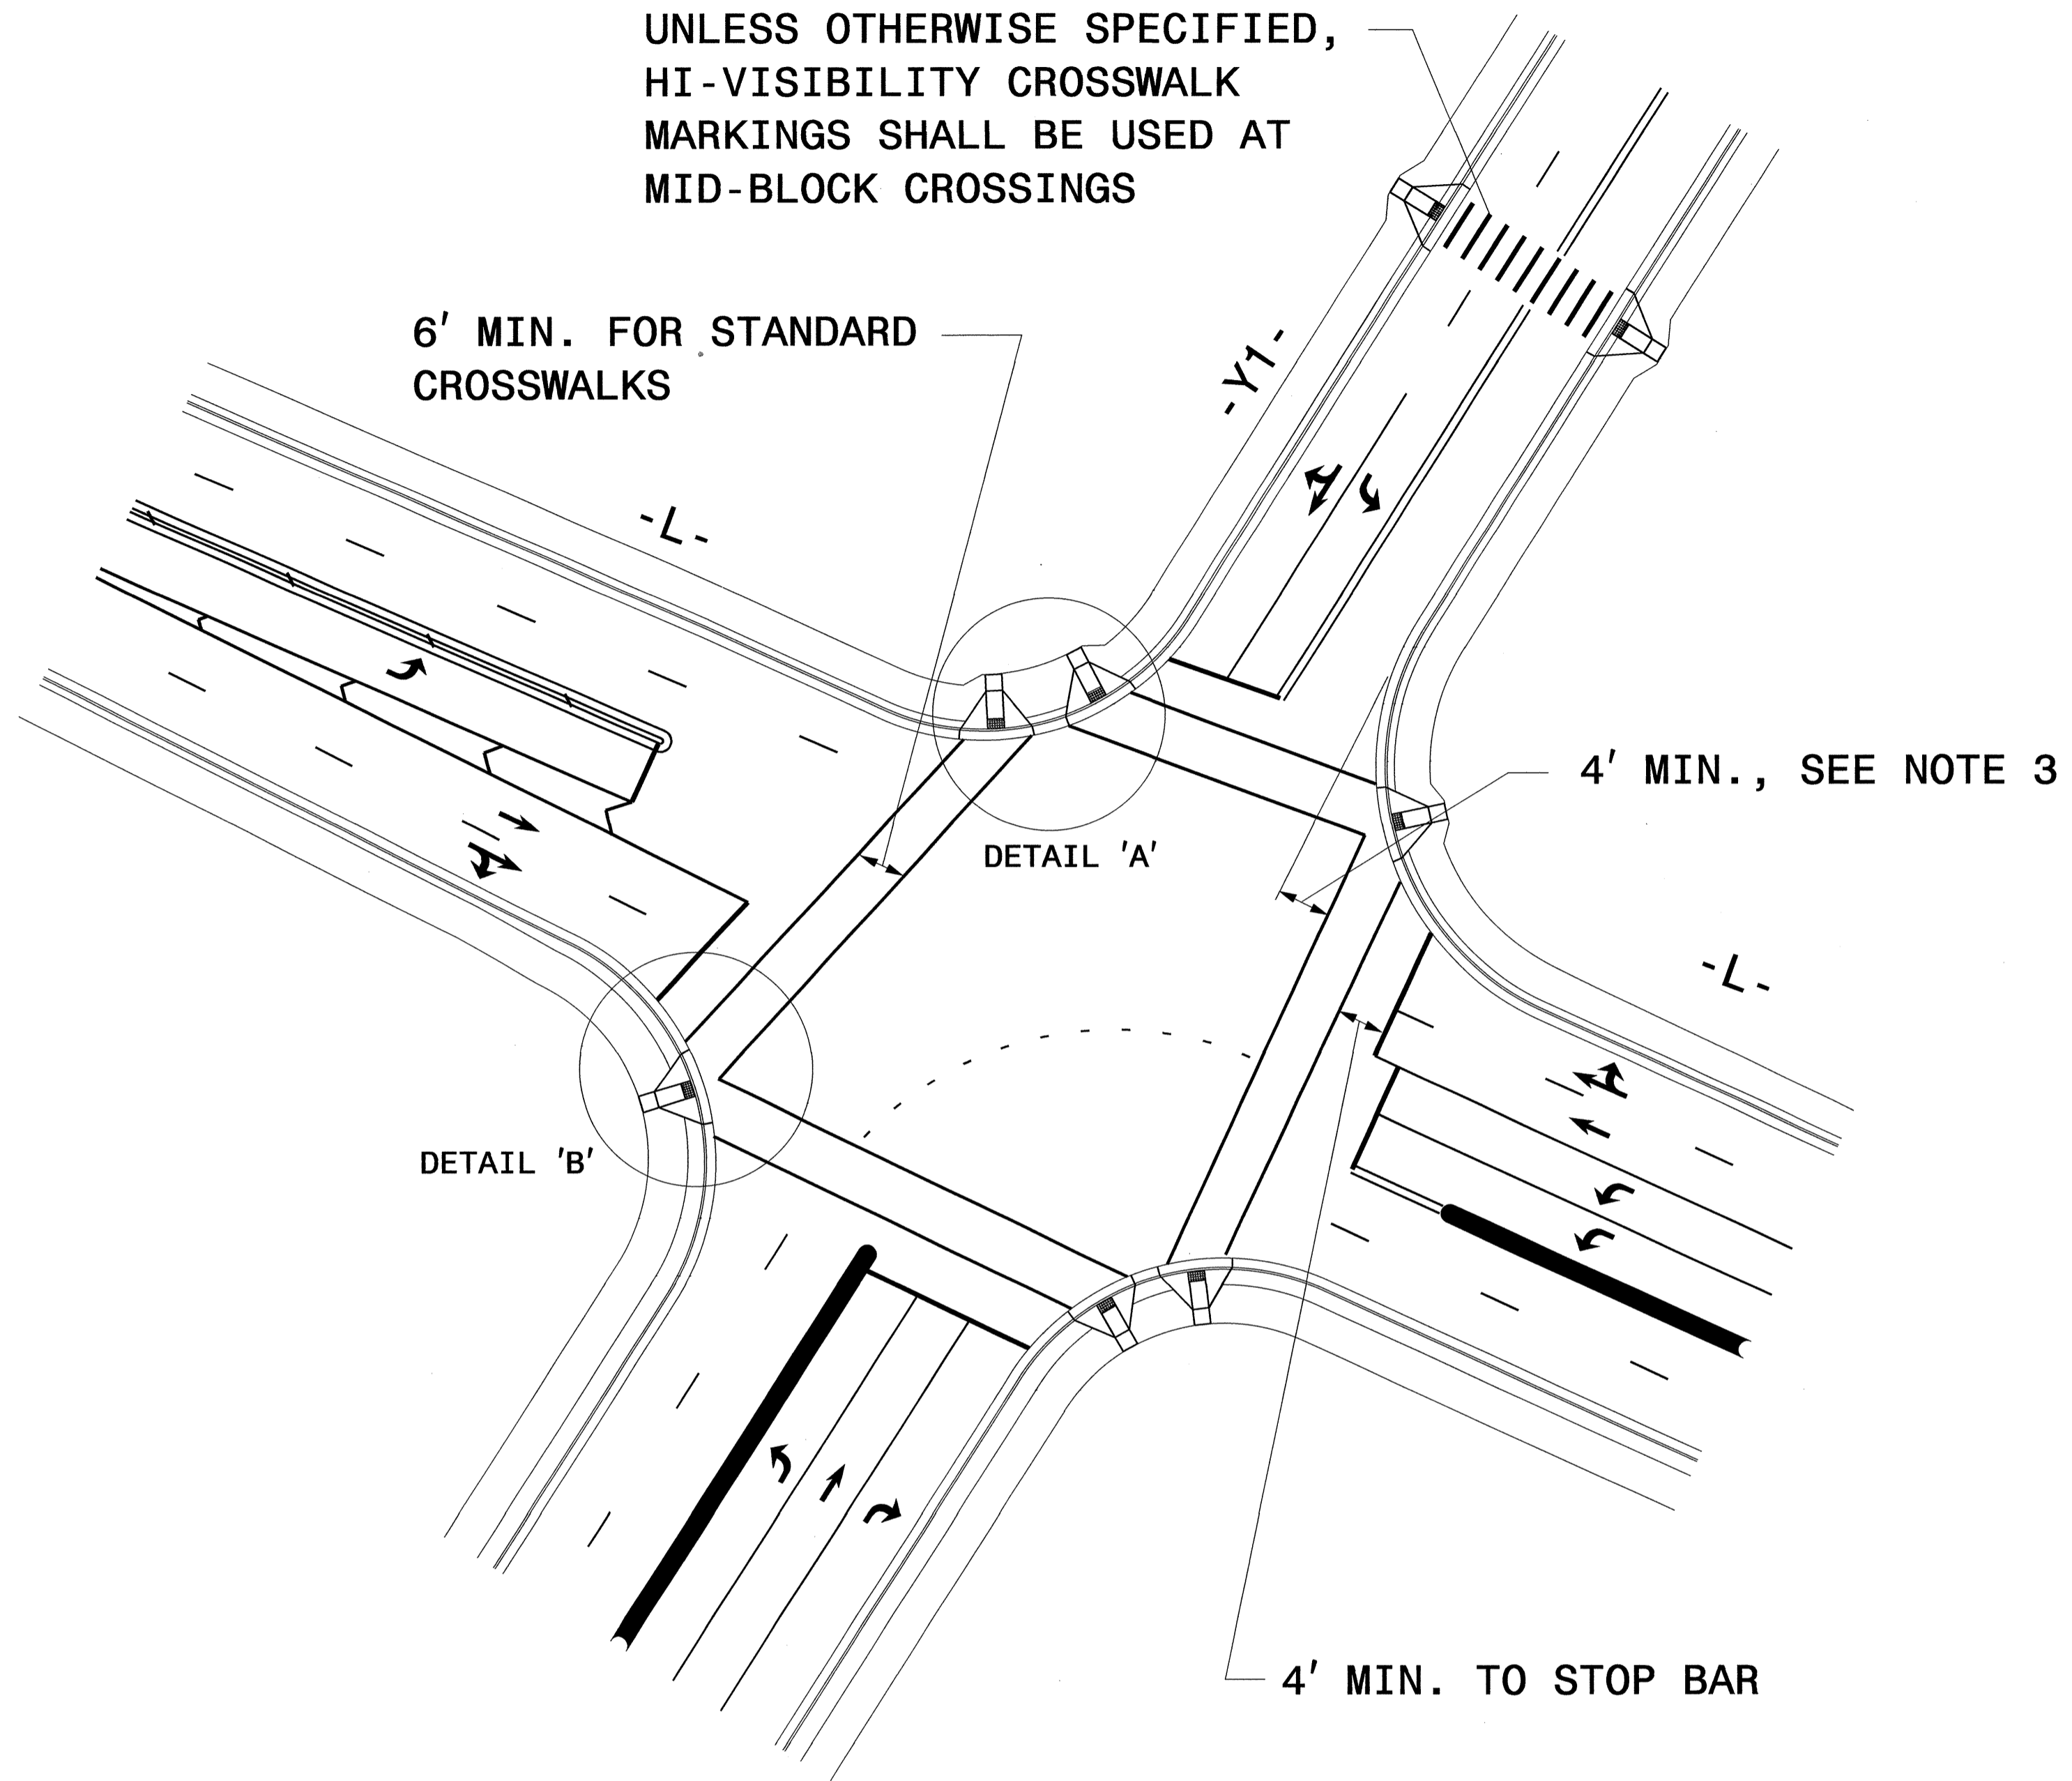 UNLESS OTHERWISE SPECIFIED,
HI-VISIBILITY CROSSWALK
MARKINGS SHALL BE USED AT
MID-BLOCK CROSSINGS
6' MIN. FOR STANDARD
CROSSWALKS
-Y1-
-L-
4' MIN., SEE NOTE 3
DETAIL 'A'
-L-
DETAIL 'B'
4' MIN. TO STOP BAR